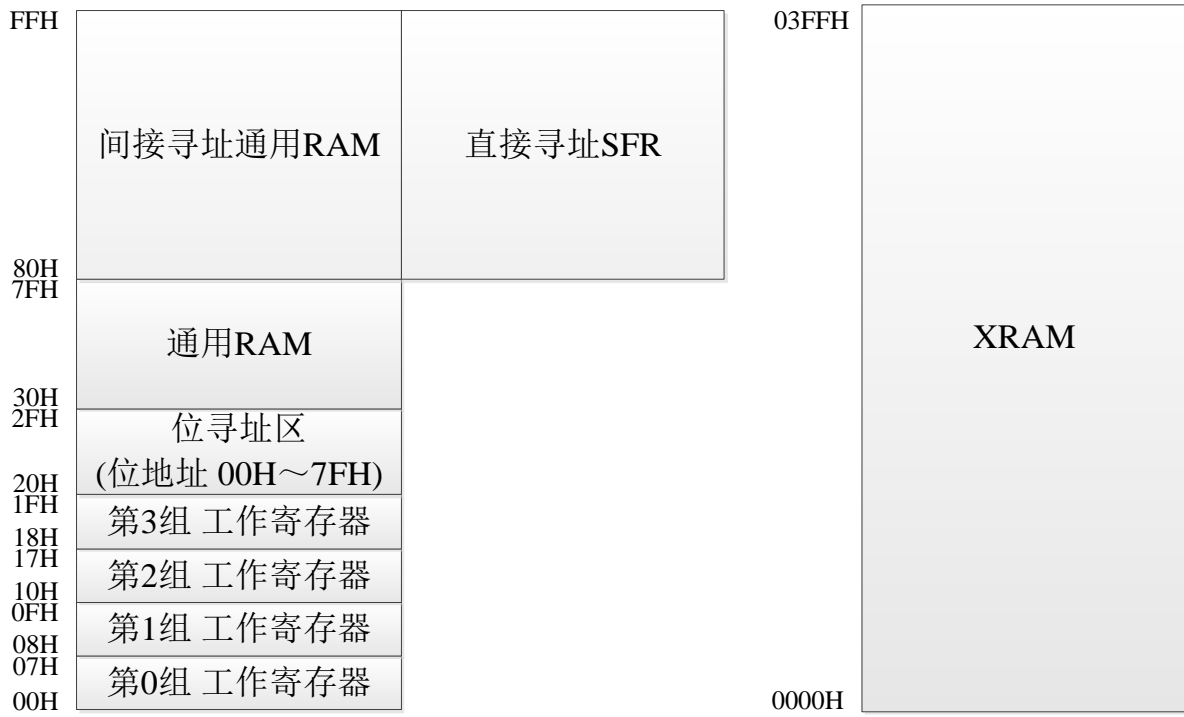 FFH
03FFH
间接寻址通用RAM
直接寻址SFR
80H
7FH
通用RAM
XRAM
30H
2FH
位寻址区
(位地址 00H～7FH)
20H
1FH
第3组 工作寄存器
18H
17H
第2组 工作寄存器
10H
0FH
第1组 工作寄存器
08H
07H
第0组 工作寄存器
00H
0000H